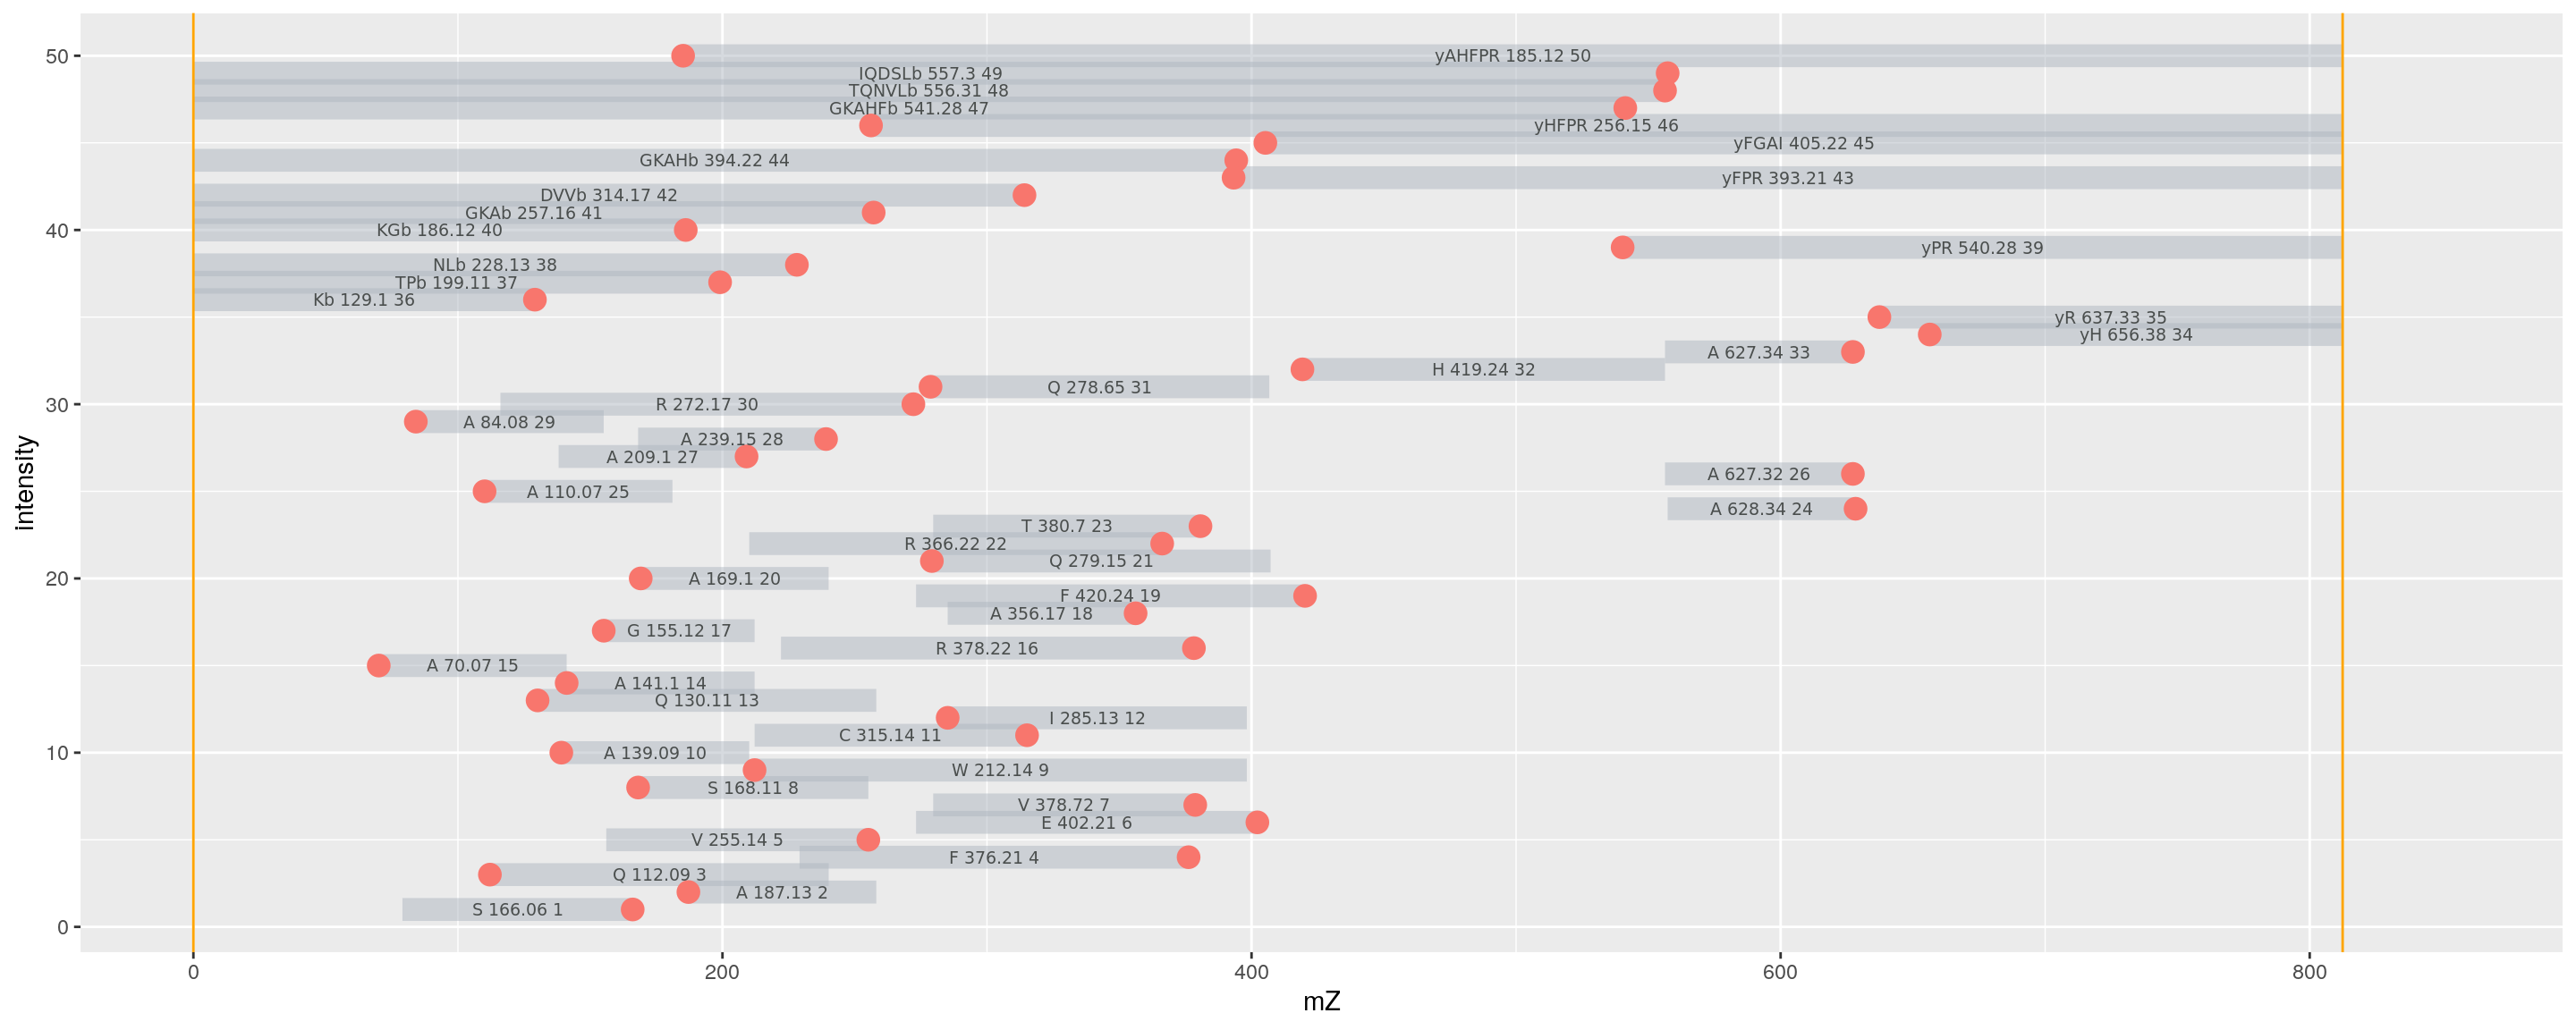 50
yAHFPR 185.12 50
IQDSLb 557.3 49
TQNVLb 556.31 48
GKAHFb 541.28 47
yHFPR 256.15 46
yFGAI 405.22 45
GKAHb 394.22 44
yFPR 393.21 43
DVVb 314.17 42
GKAb 257.16 41
40
KGb 186.12 40
yPR 540.28 39
NLb 228.13 38
TPb 199.11 37
Kb 129.1 36
yR 637.33 35
yH 656.38 34
A 627.34 33
H 419.24 32
Q 278.65 31
30
R 272.17 30
A 84.08 29
A 239.15 28
A 209.1 27
A 627.32 26
A 110.07 25
A 628.34 24
T 380.7 23
R 366.22 22
Q 279.15 21
20
A 169.1 20
F 420.24 19
A 356.17 18
G 155.12 17
R 378.22 16
A 70.07 15
A 141.1 14
Q 130.11 13
I 285.13 12
C 315.14 11
10
A 139.09 10
W 212.14 9
S 168.11 8
V 378.72 7
E 402.21 6
V 255.14 5
F 376.21 4
Q 112.09 3
A 187.13 2
S 166.06 1
0
intensity
0 200 400 600 800
mZ